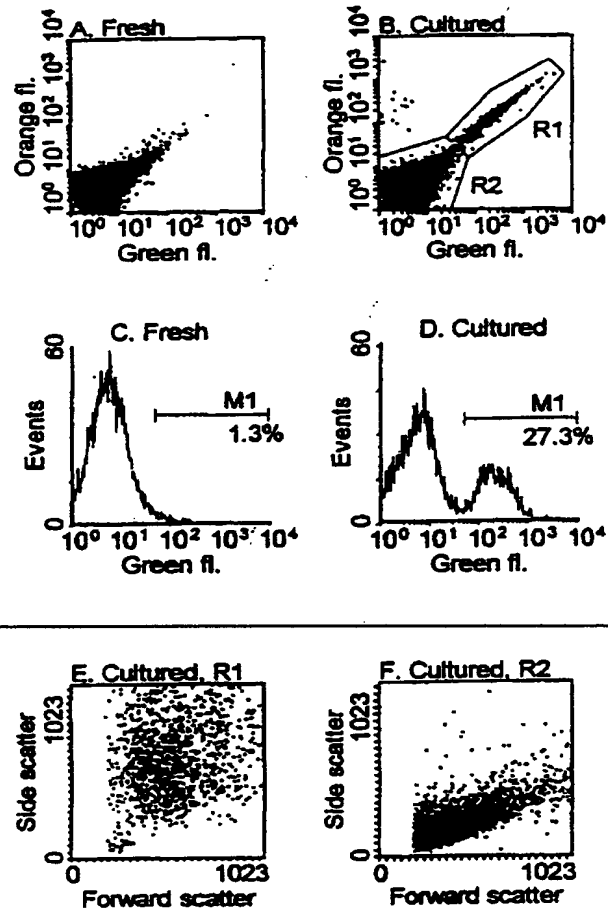 A. Fresh
10⁴
10³
10²
10¹
10⁰
Orange fl.
10⁰ 10¹ 10² 10³ 10⁴
Green fl.
B. Cultured
10⁴
10³
10²
10¹
10⁰
Orange fl.
R1
R2
10⁰ 10¹ 10² 10³ 10⁴
Green fl.
C. Fresh
60
Events
0
M1
1.3%
10⁰ 10¹ 10² 10³ 10⁴
Green fl.
D. Cultured
60
Events
0
M1
27.3%
10⁰ 10¹ 10² 10³ 10⁴
Green fl.
E. Cultured, R1
1023
Side scatter
0
0 1023
Forward scatter
F. Cultured, R2
1023
Side scatter
0
0 1023
Forward scatter